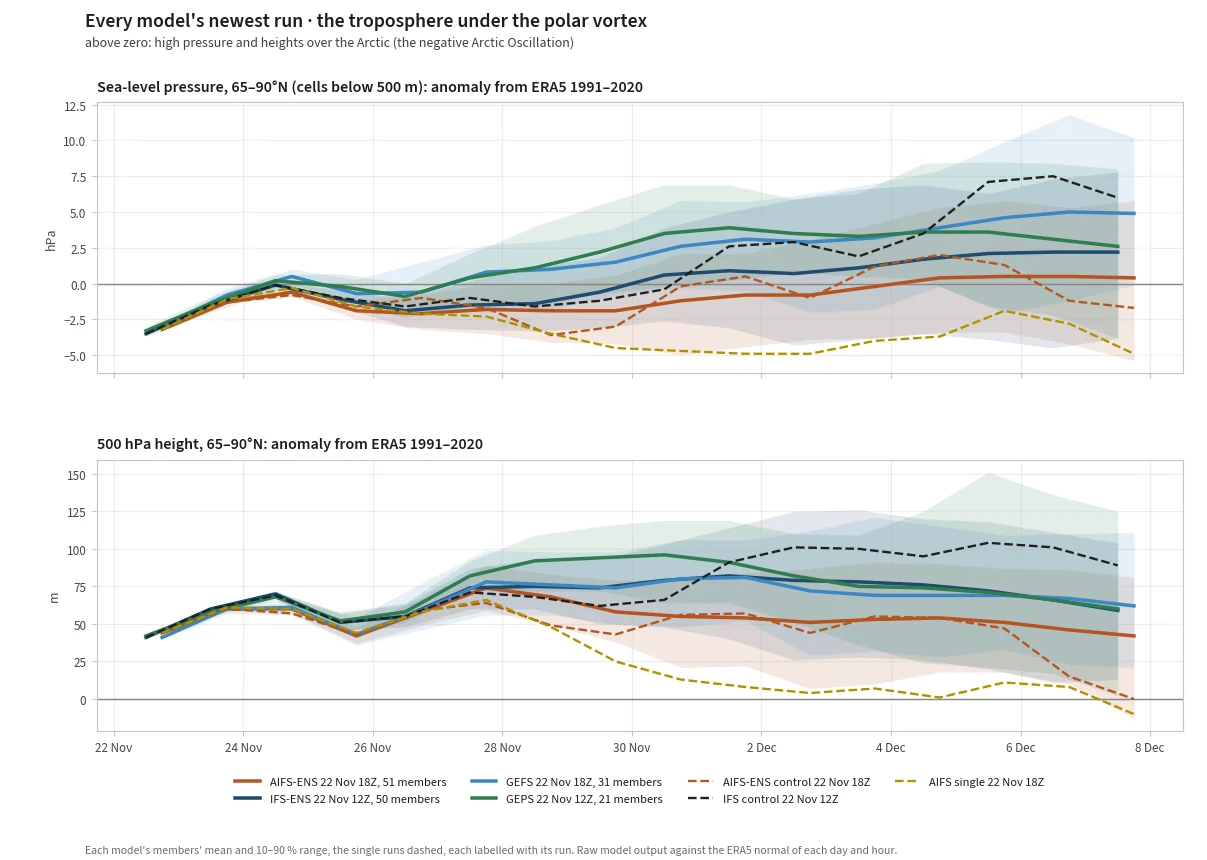 Every model's newest run · the troposphere under the polar vortex
above zero: high pressure and heights over the Arctic (the negative Arctic Oscillation)
Sea-level pressure, 65–90°N (cells below 500 m): anomaly from ERA5 1991–2020
12.5
10.0
7.5
5.0
2.5
0.0
−2.5
−5.0
hPa
500 hPa height, 65–90°N: anomaly from ERA5 1991–2020
150
125
100
75
50
25
0
m
22 Nov 24 Nov 26 Nov 28 Nov 30 Nov 2 Dec 4 Dec 6 Dec 8 Dec
AIFS-ENS 22 Nov 18Z, 51 members GEFS 22 Nov 18Z, 31 members AIFS-ENS control 22 Nov 18Z AIFS single 22 Nov 18Z
IFS-ENS 22 Nov 12Z, 50 members GEPS 22 Nov 12Z, 21 members IFS control 22 Nov 12Z
Each model's members' mean and 10–90 % range, the single runs dashed, each labelled with its run. Raw model output against the ERA5 normal of each day and hour.